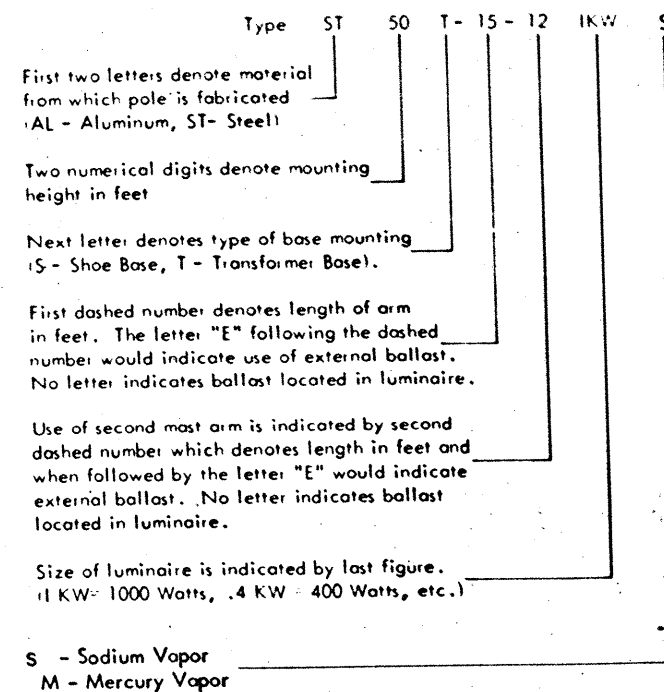 Type ST 50 T - 15 - 12 1KW S
First two letters denote material
from which pole is fabricated
(AL - Aluminum, ST- Steel)
Two numerical digits denote mounting
height in feet
Next letter denotes type of base mounting
(S - Shoe Base, T - Transformer Base).
First dashed number denotes length of arm
in feet. The letter "E" following the dashed
number would indicate use of external ballast.
No letter indicates ballast located in luminaire.
Use of second mast arm is indicated by second
dashed number which denotes length in feet and
when followed by the letter "E" would indicate
external ballast. No letter indicates ballast
located in luminaire.
Size of luminaire is indicated by last figure.
(1 KW= 1000 Watts, .4 KW = 400 Watts, etc.)
S - Sodium Vapor
M - Mercury Vapor